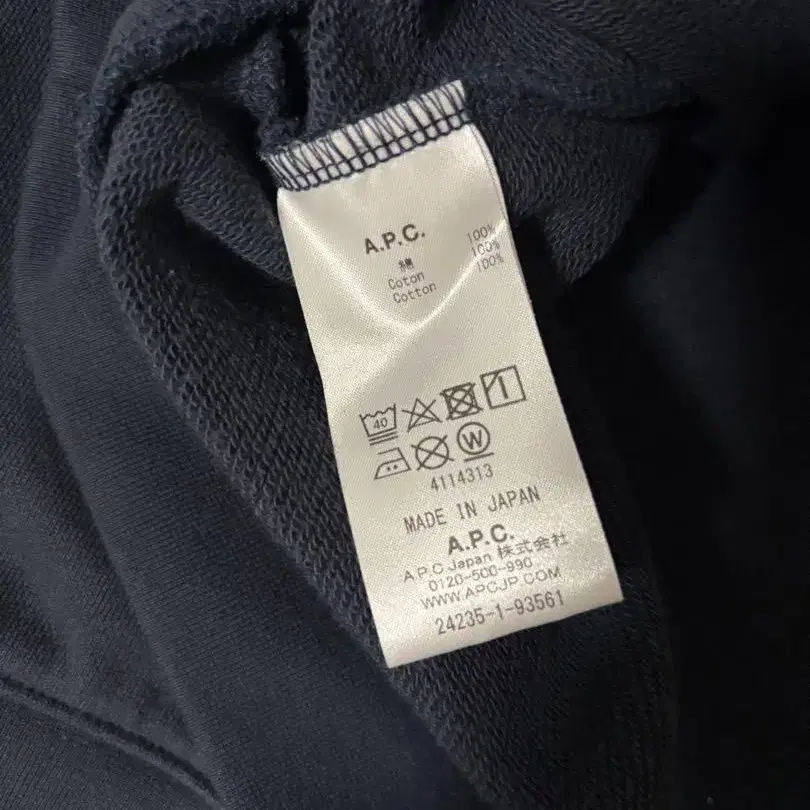 A.P.C.
綿 100%
Coton 100%
Cotton 100%
40
W
4114313
MADE IN JAPAN
A.P.C.
A.P.C Japan 株式会社
0120-500-990
WWW.APCJP.COM
24235-1-93561